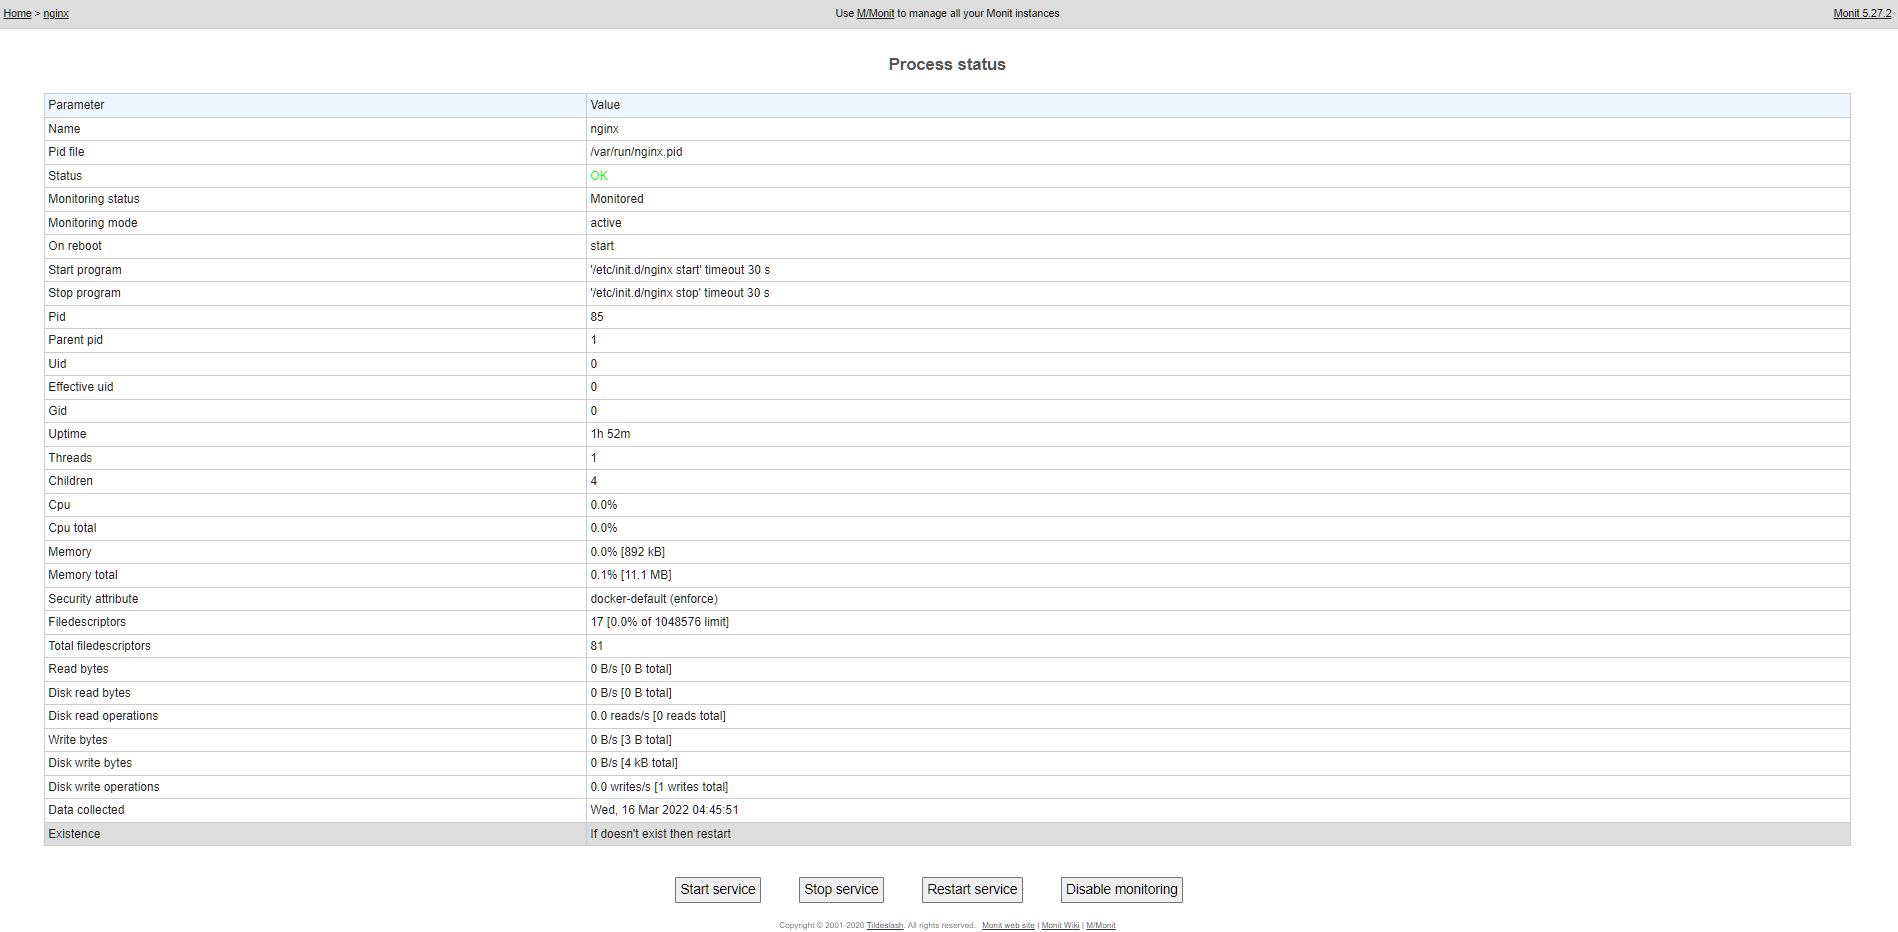 Home > nginx Use M/Monit to manage all your Monit instances Monit 5.27.2
Process status
Parameter Value
Name nginx
Pid file /var/run/nginx.pid
Status OK
Monitoring status Monitored
Monitoring mode active
On reboot start
Start program '/etc/init.d/nginx start' timeout 30 s
Stop program '/etc/init.d/nginx stop' timeout 30 s
Pid 85
Parent pid 1
Uid 0
Effective uid 0
Gid 0
Uptime 1h 52m
Threads 1
Children 4
Cpu 0.0%
Cpu total 0.0%
Memory 0.0% [892 kB]
Memory total 0.1% [11.1 MB]
Security attribute docker-default (enforce)
Filedescriptors 17 [0.0% of 1048576 limit]
Total filedescriptors 81
Read bytes 0 B/s [0 B total]
Disk read bytes 0 B/s [0 B total]
Disk read operations 0.0 reads/s [0 reads total]
Write bytes 0 B/s [3 B total]
Disk write bytes 0 B/s [4 kB total]
Disk write operations 0.0 writes/s [1 writes total]
Data collected Wed, 16 Mar 2022 04:45:51
Existence If doesn't exist then restart
Start service Stop service Restart service Disable monitoring
Copyright © 2001-2020 Tildeslash. All rights reserved. Monit web site | Monit Wiki | M/Monit